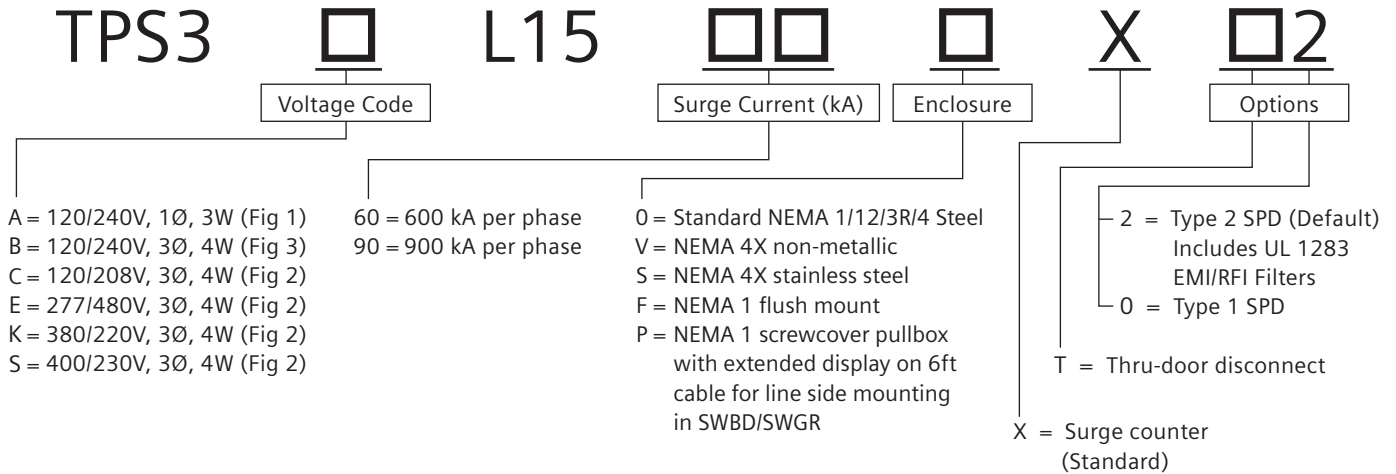 TPS3 □ L15 □□ □ X □2
Voltage Code
Surge Current (kA)
Enclosure
Options
A = 120/240V, 1Ø, 3W (Fig 1)
B = 120/240V, 3Ø, 4W (Fig 3)
C = 120/208V, 3Ø, 4W (Fig 2)
E = 277/480V, 3Ø, 4W (Fig 2)
K = 380/220V, 3Ø, 4W (Fig 2)
S = 400/230V, 3Ø, 4W (Fig 2)
60 = 600 kA per phase
90 = 900 kA per phase
0 = Standard NEMA 1/12/3R/4 Steel
V = NEMA 4X non-metallic
S = NEMA 4X stainless steel
F = NEMA 1 flush mount
P = NEMA 1 screwcover pullbox
with extended display on 6ft
cable for line side mounting
in SWBD/SWGR
2 = Type 2 SPD (Default)
Includes UL 1283
EMI/RFI Filters
0 = Type 1 SPD
T = Thru-door disconnect
X = Surge counter
(Standard)